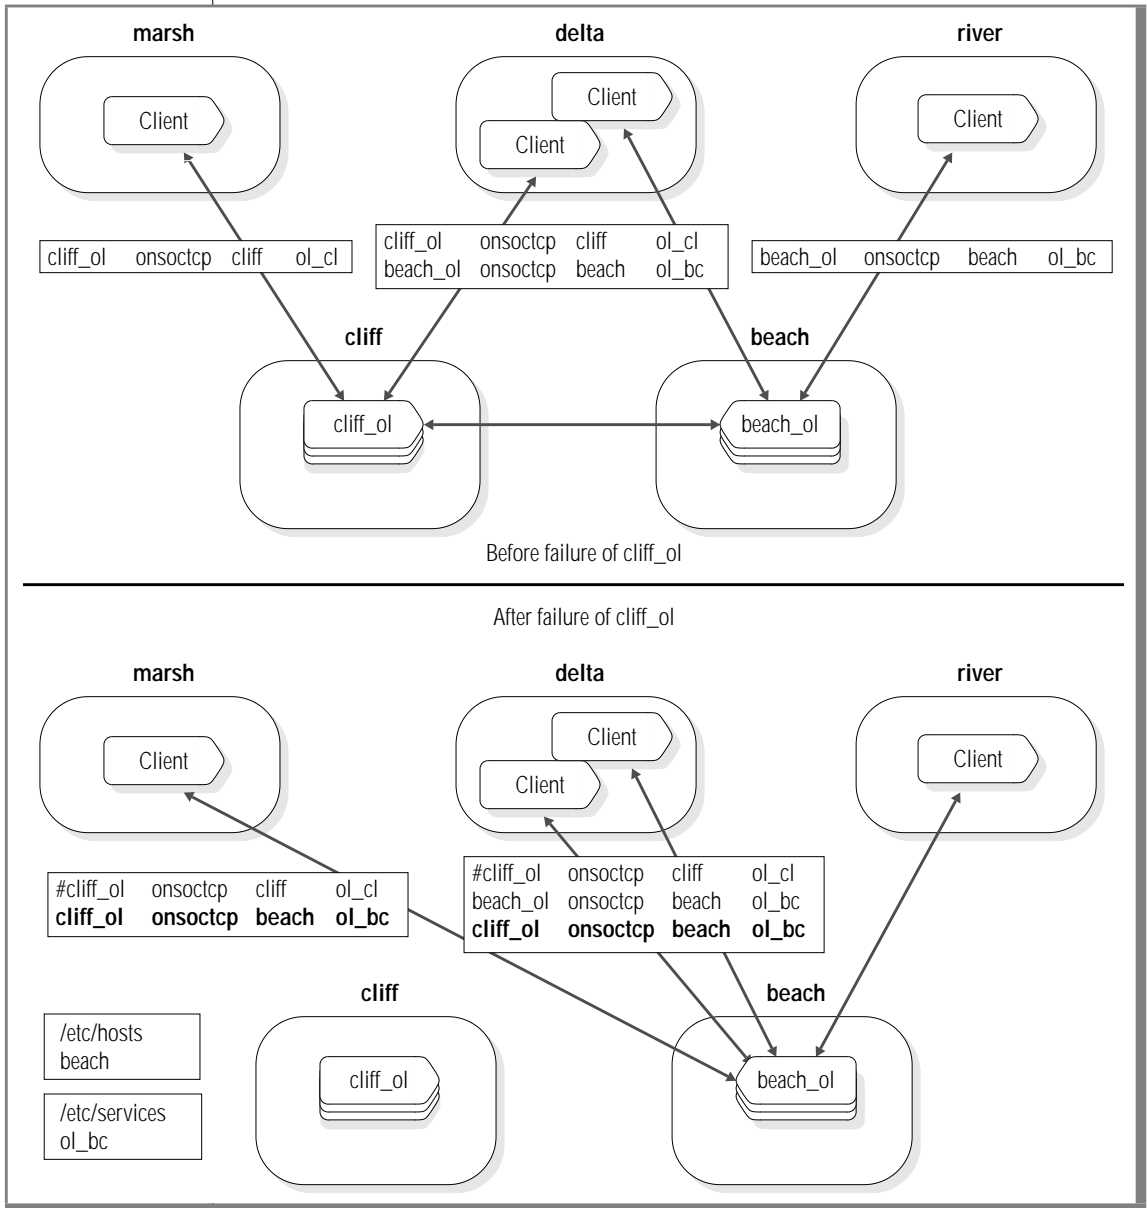 marsh delta river
Client
Client
Client
Client
cliff_ol onsoctcp cliff ol_cl
cliff_ol onsoctcp cliff ol_cl
beach_ol onsoctcp beach ol_bc
beach_ol onsoctcp beach ol_bc
cliff beach
cliff_ol beach_ol
Before failure of cliff_ol
After failure of cliff_ol
marsh delta river
Client
Client
Client
Client
#cliff_ol onsoctcp cliff ol_cl
cliff_ol onsoctcp beach ol_bc
#cliff_ol onsoctcp cliff ol_cl
beach_ol onsoctcp beach ol_bc
cliff_ol onsoctcp beach ol_bc
cliff beach
/etc/hosts
beach
/etc/services
ol_bc
cliff_ol beach_ol